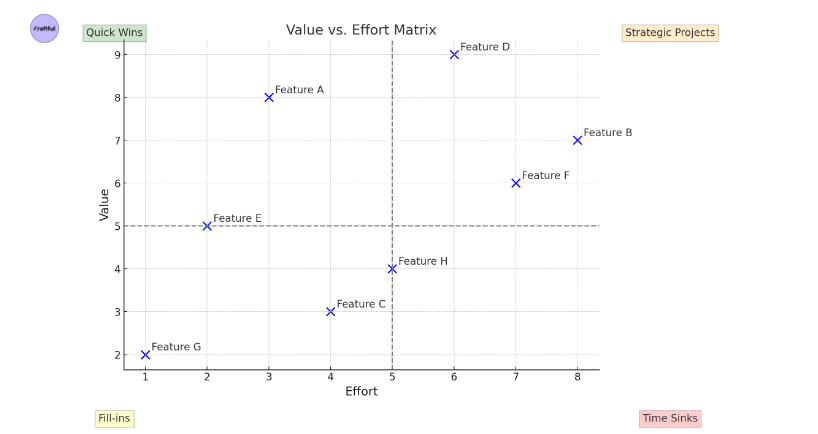 Quick Wins
Value vs. Effort Matrix
Strategic Projects
Value
9
8
7
6
5
4
3
2
Feature D
Feature A
Feature B
Feature F
Feature E
Feature H
Feature C
Feature G
1 2 3 4 5 6 7 8
Effort
Fill-ins
Time Sinks